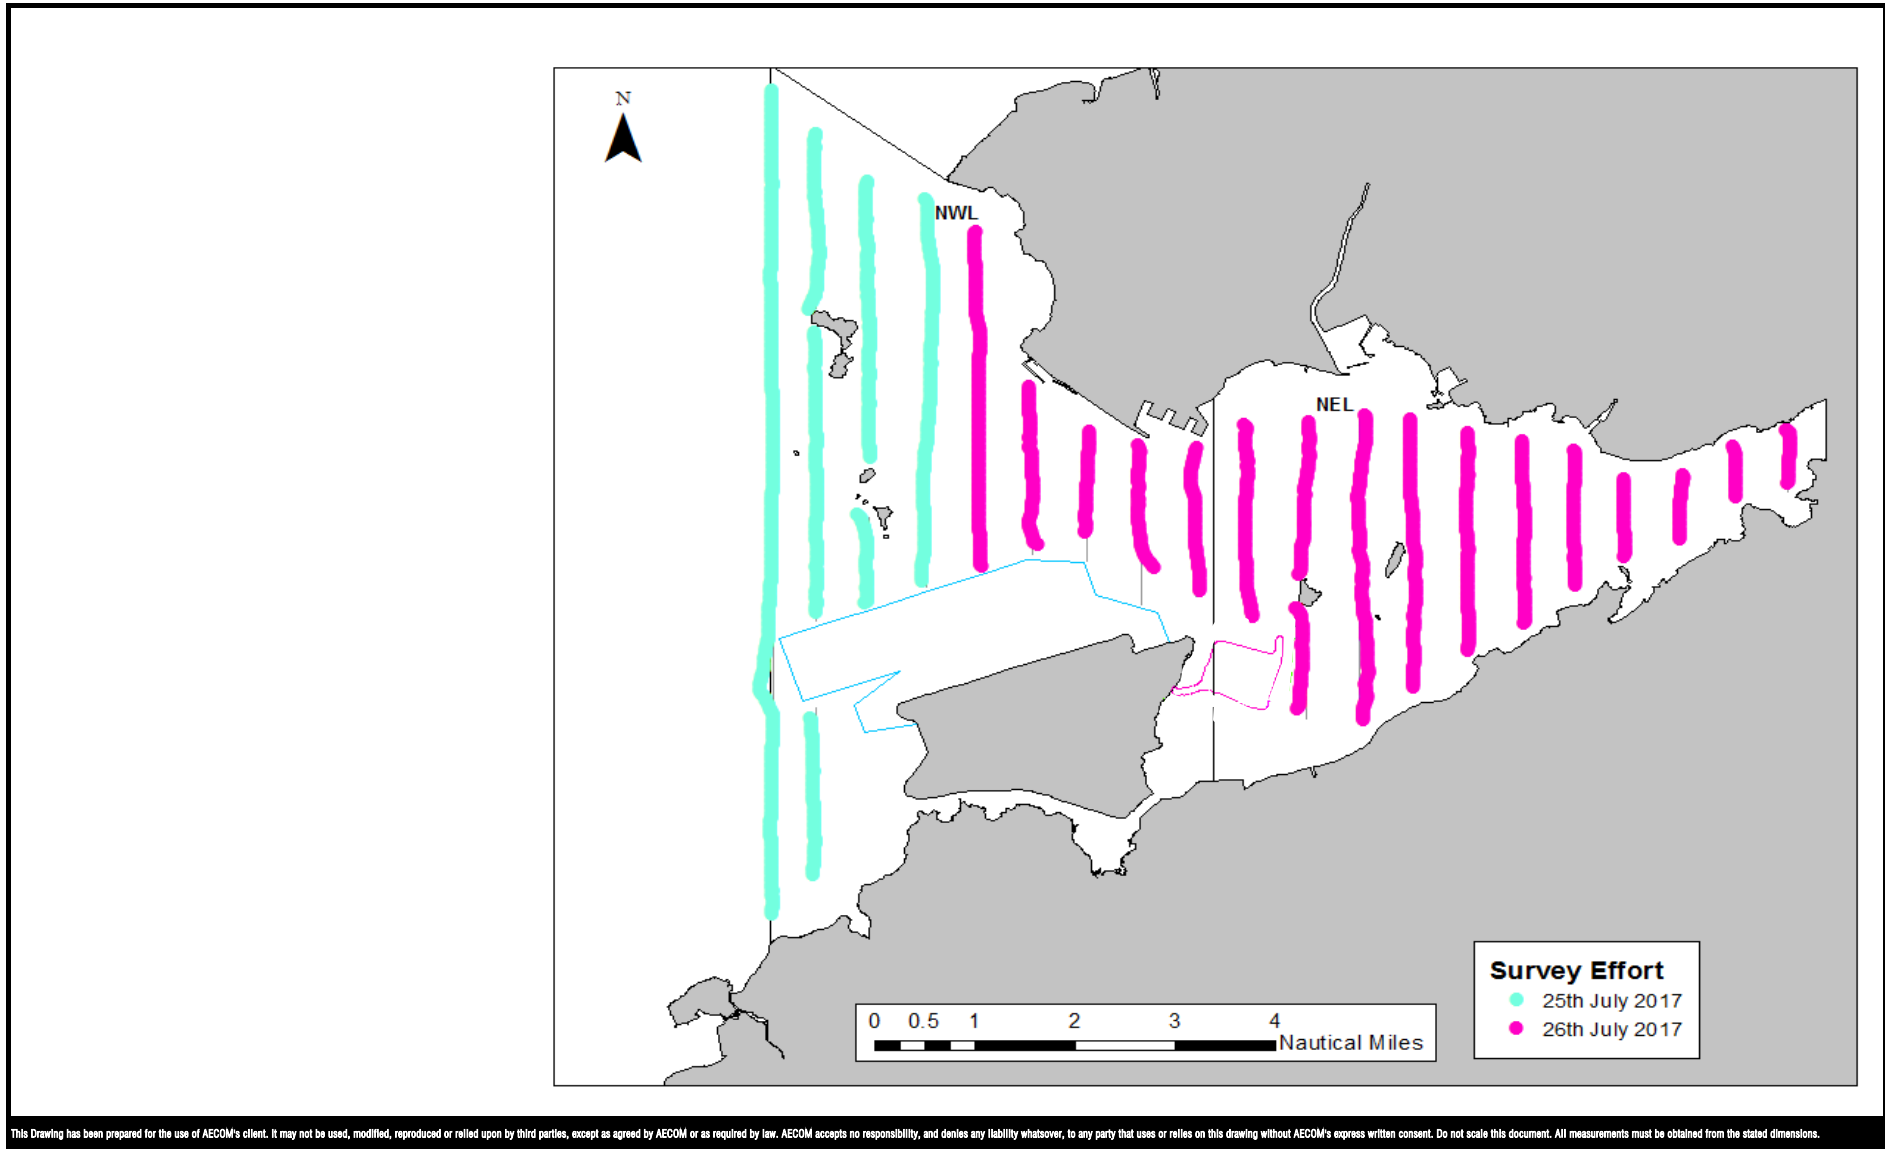 N
NWL
NEL
Survey Effort
25th July 2017
26th July 2017
0 0.5 1 2 3 4
Nautical Miles
This Drawing has been prepared for the use of AECOM's client. It may not be used, modified, reproduced or relied upon by third parties, except as agreed by AECOM or as required by law. AECOM accepts no responsibility, and denies any liability whatsover, to any party that uses or relies on this drawing without AECOM's express written consent. Do not scale this document. All measurements must be obtained from the stated dimensions.